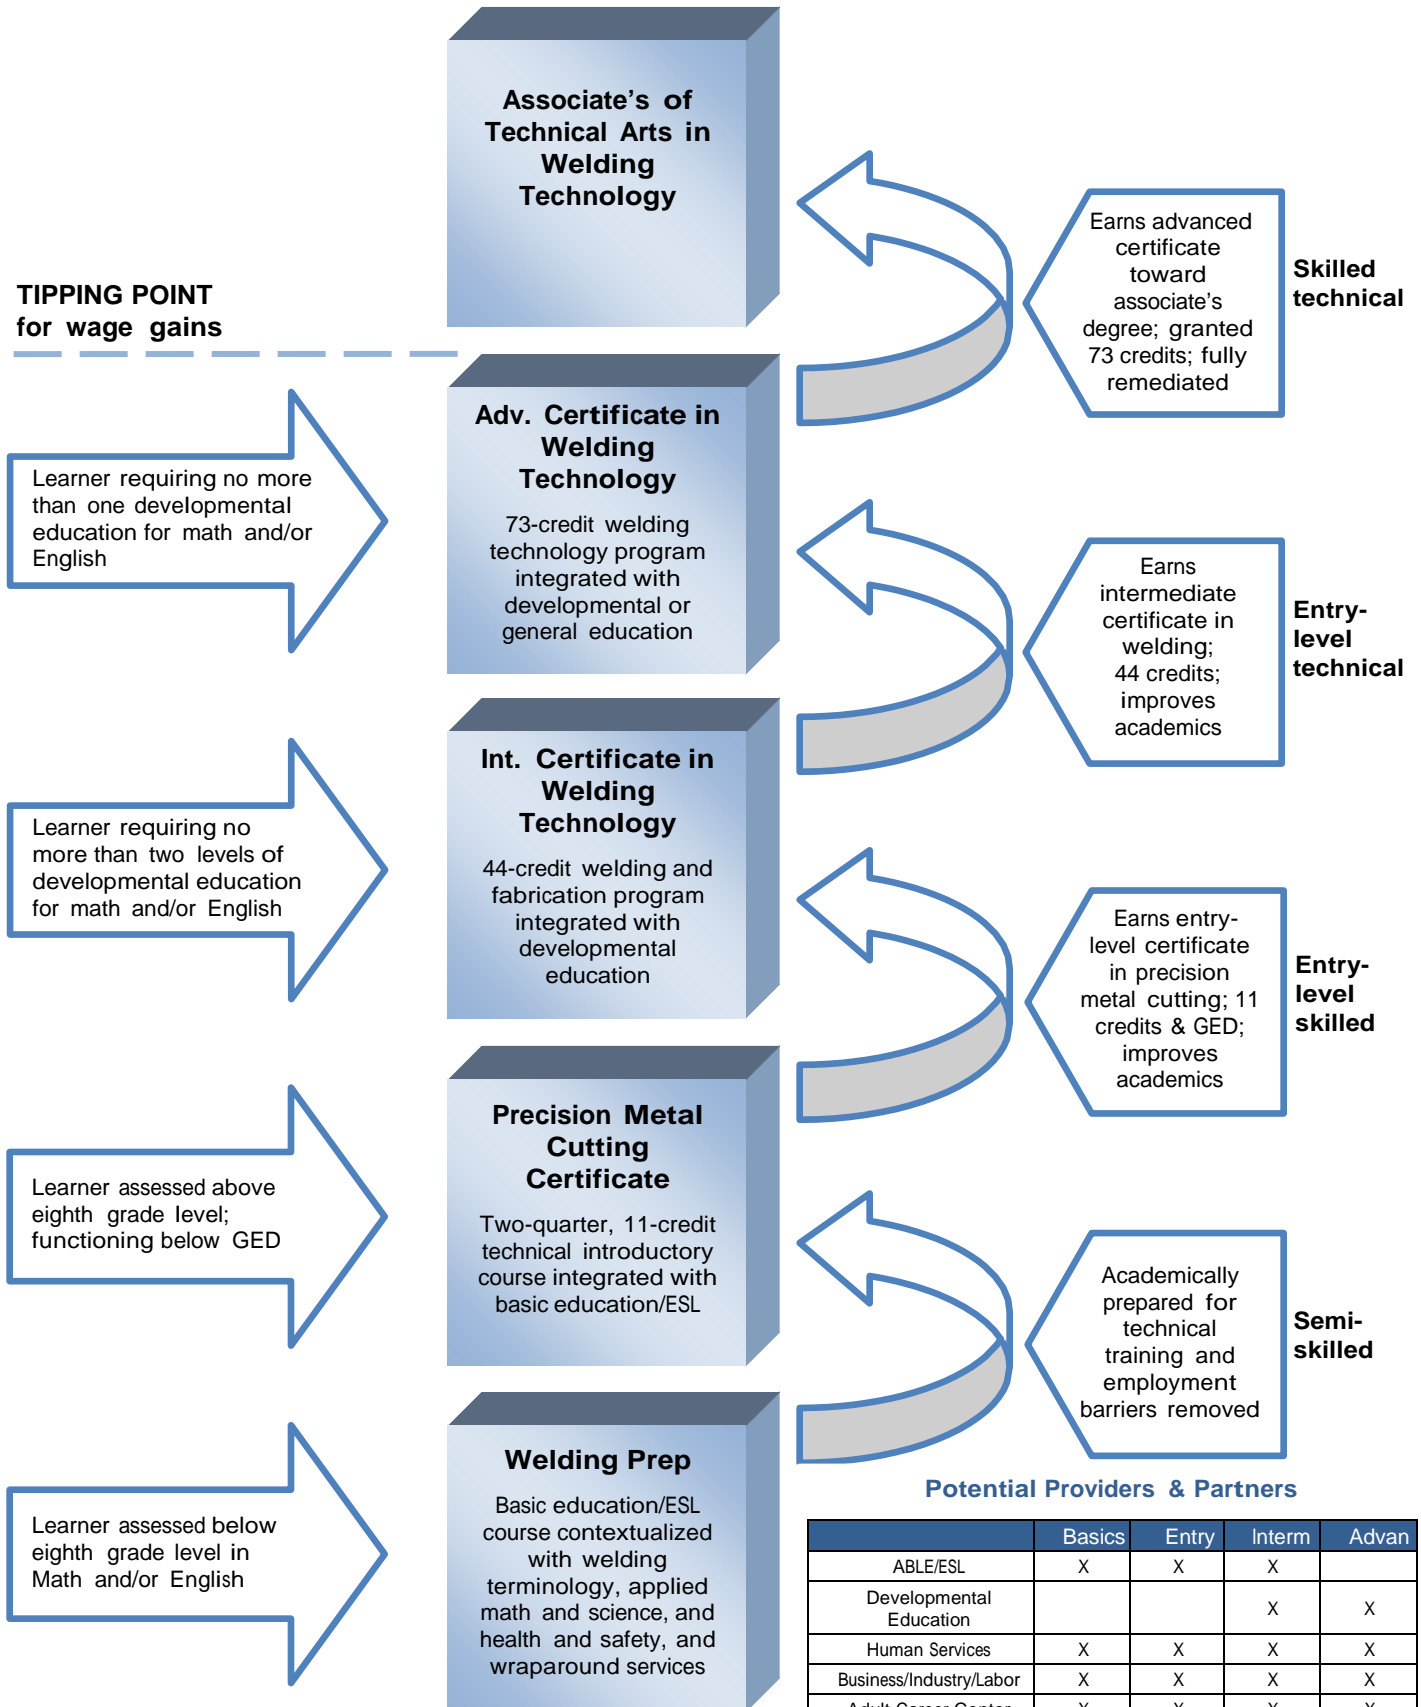 Associate's of
Technical Arts in
Welding
Technology
Earns advanced
certificate
toward
associate's
degree; granted
73 credits; fully
remediated
Skilled
technical
TIPPING POINT
for wage gains
Learner requiring no more
than one developmental
education for math and/or
English
Adv. Certificate in
Welding
Technology
73-credit welding
technology program
integrated with
developmental or
general education
Earns
intermediate
certificate in
welding;
44 credits;
improves
academics
Entry-
level
technical
Learner requiring no
more than two levels of
developmental education
for math and/or English
Int. Certificate in
Welding
Technology
44-credit welding and
fabrication program
integrated with
developmental
education
Earns entry-
level certificate
in precision
metal cutting; 11
credits & GED;
improves
academics
Entry-
level
skilled
Learner assessed above
eighth grade level;
functioning below GED
Precision Metal
Cutting
Certificate
Two-quarter, 11-credit
technical introductory
course integrated with
basic education/ESL
Academically
prepared for
technical
training and
employment
barriers removed
Semi-
skilled
Learner assessed below
eighth grade level in
Math and/or English
Welding Prep
Basic education/ESL
course contextualized
with welding
terminology, applied
math and science, and
health and safety, and
wraparound services
Potential Providers & Partners
Basics Entry Interm Advan
ABLE/ESL X X X
Developmental
Education X X
Human Services X X X X
Business/Industry/Labor X X X X
Adult Career Center X X X X